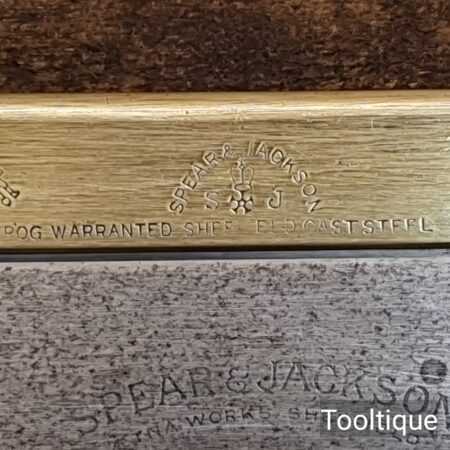 SPEAR & JACKSON
S J
WARRANTED SHEFFIELD CAST STEEL
SPEAR & JACKSON
WORKS
Tooltique